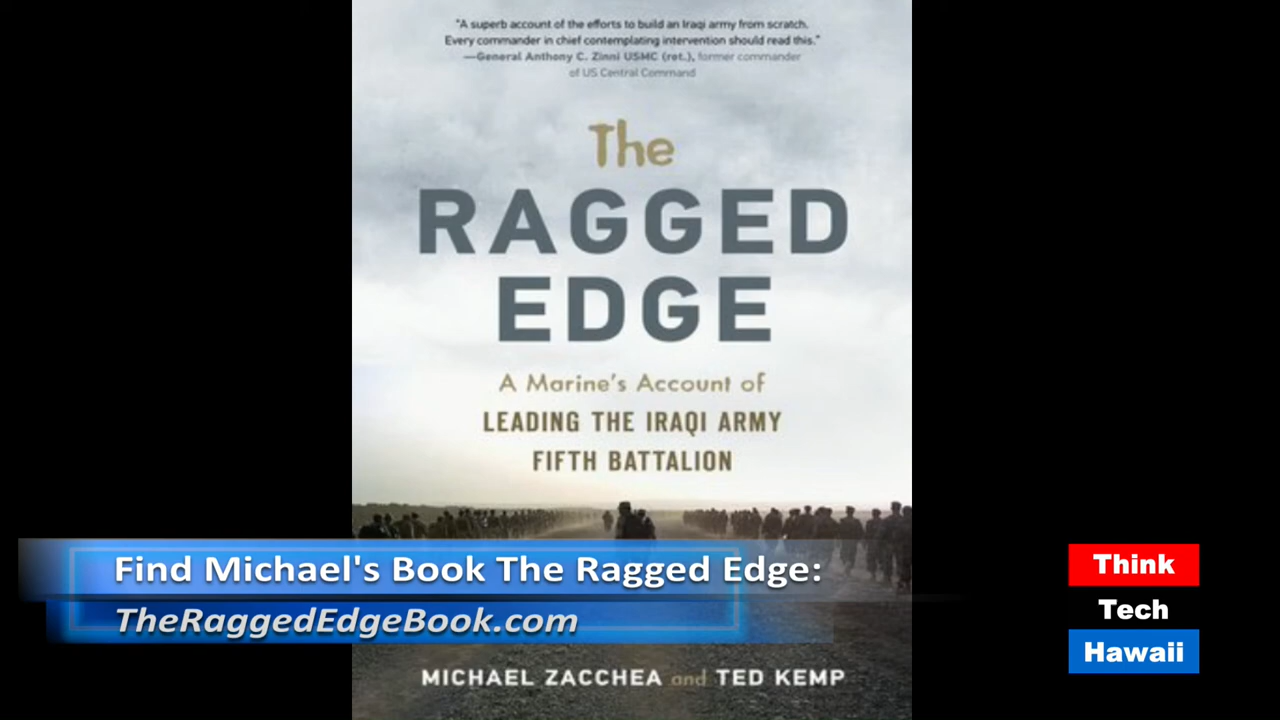 "A superb account of the efforts to build an Iraqi army from scratch.
Every commander in chief contemplating intervention should read this."
—General Anthony C. Zinni USMC (ret.), former commander
of US Central Command
The
RAGGED
EDGE
A Marine's Account of
LEADING THE IRAQI ARMY
FIFTH BATTALION
Find Michael's Book The Ragged Edge:
TheRaggedEdgeBook.com
MICHAEL ZACCHEA and TED KEMP
Think
Tech
Hawaii